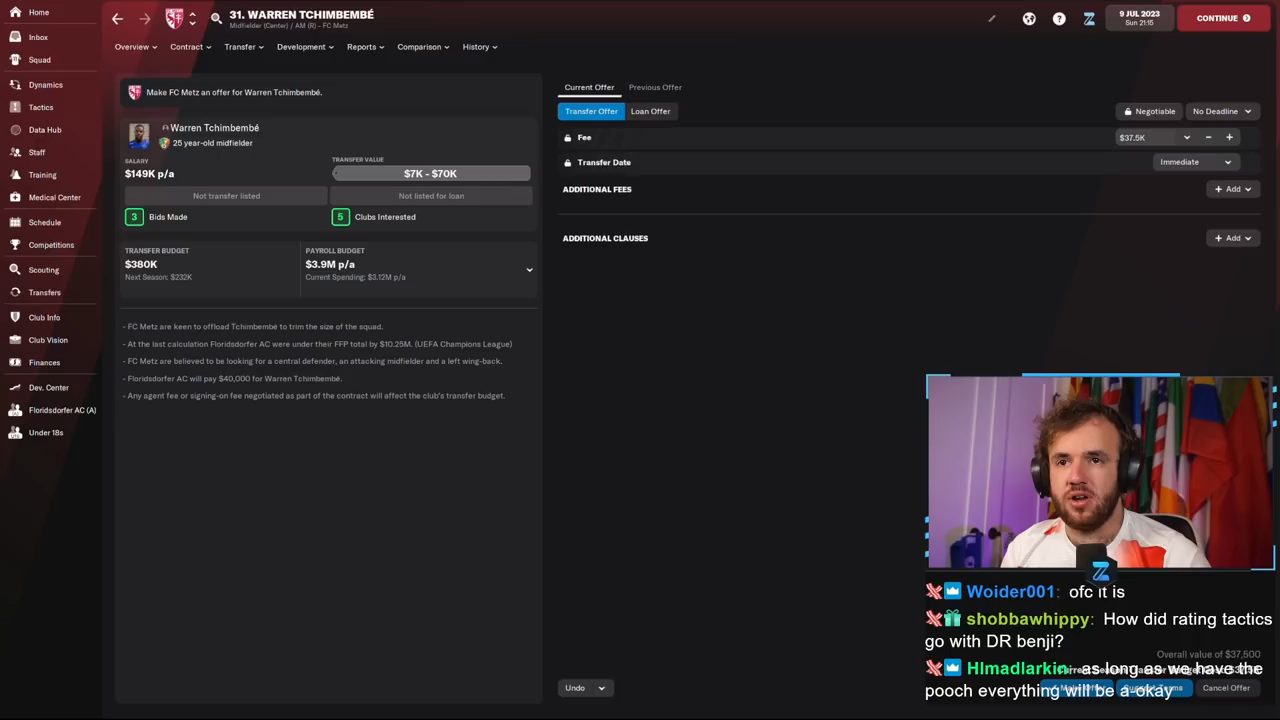 Home
Inbox
Squad
Dynamics
Tactics
Data Hub
Staff
Training
Medical Center
Schedule
Competitions
Scouting
Transfers
Club Info
Club Vision
Finances
Dev. Center
Floridsdorfer AC (A)
Under 18s
31. WARREN TCHIMBEMBÉ
Midfielder (Center) / AM (R) - FC Metz
9 JUL 2023
Sun 21:15
CONTINUE
Overview
Contract
Transfer
Development
Reports
Comparison
History
Make FC Metz an offer for Warren Tchimbembé.
Warren Tchimbembé
25 year-old midfielder
SALARY
$149K p/a
TRANSFER VALUE
$7K - $70K
Not transfer listed
Not listed for loan
3 Bids Made
5 Clubs Interested
TRANSFER BUDGET
$380K
Next Season: $232K
PAYROLL BUDGET
$3.9M p/a
Current Spending: $3.12M p/a
- FC Metz are keen to offload Tchimbembé to trim the size of the squad.
- At the last calculation Floridsdorfer AC were under their FFP total by $10.25M. (UEFA Champions League)
- FC Metz are believed to be looking for a central defender, an attacking midfielder and a left wing-back.
- Floridsdorfer AC will pay $40,000 for Warren Tchimbembé.
- Any agent fee or signing-on fee negotiated as part of the contract will affect the club's transfer budget.
Current Offer
Previous Offer
Transfer Offer
Loan Offer
Negotiable
No Deadline
Fee
$37.5K
Transfer Date
Immediate
ADDITIONAL FEES
+ Add
ADDITIONAL CLAUSES
+ Add
Woider001: ofc it is
shobbawhippy: How did rating tactics
go with DR benji?
Overall value of $37,500
HImadlarkin: as long as we have the
pooch everything will be a-okay
Undo
Cancel Offer